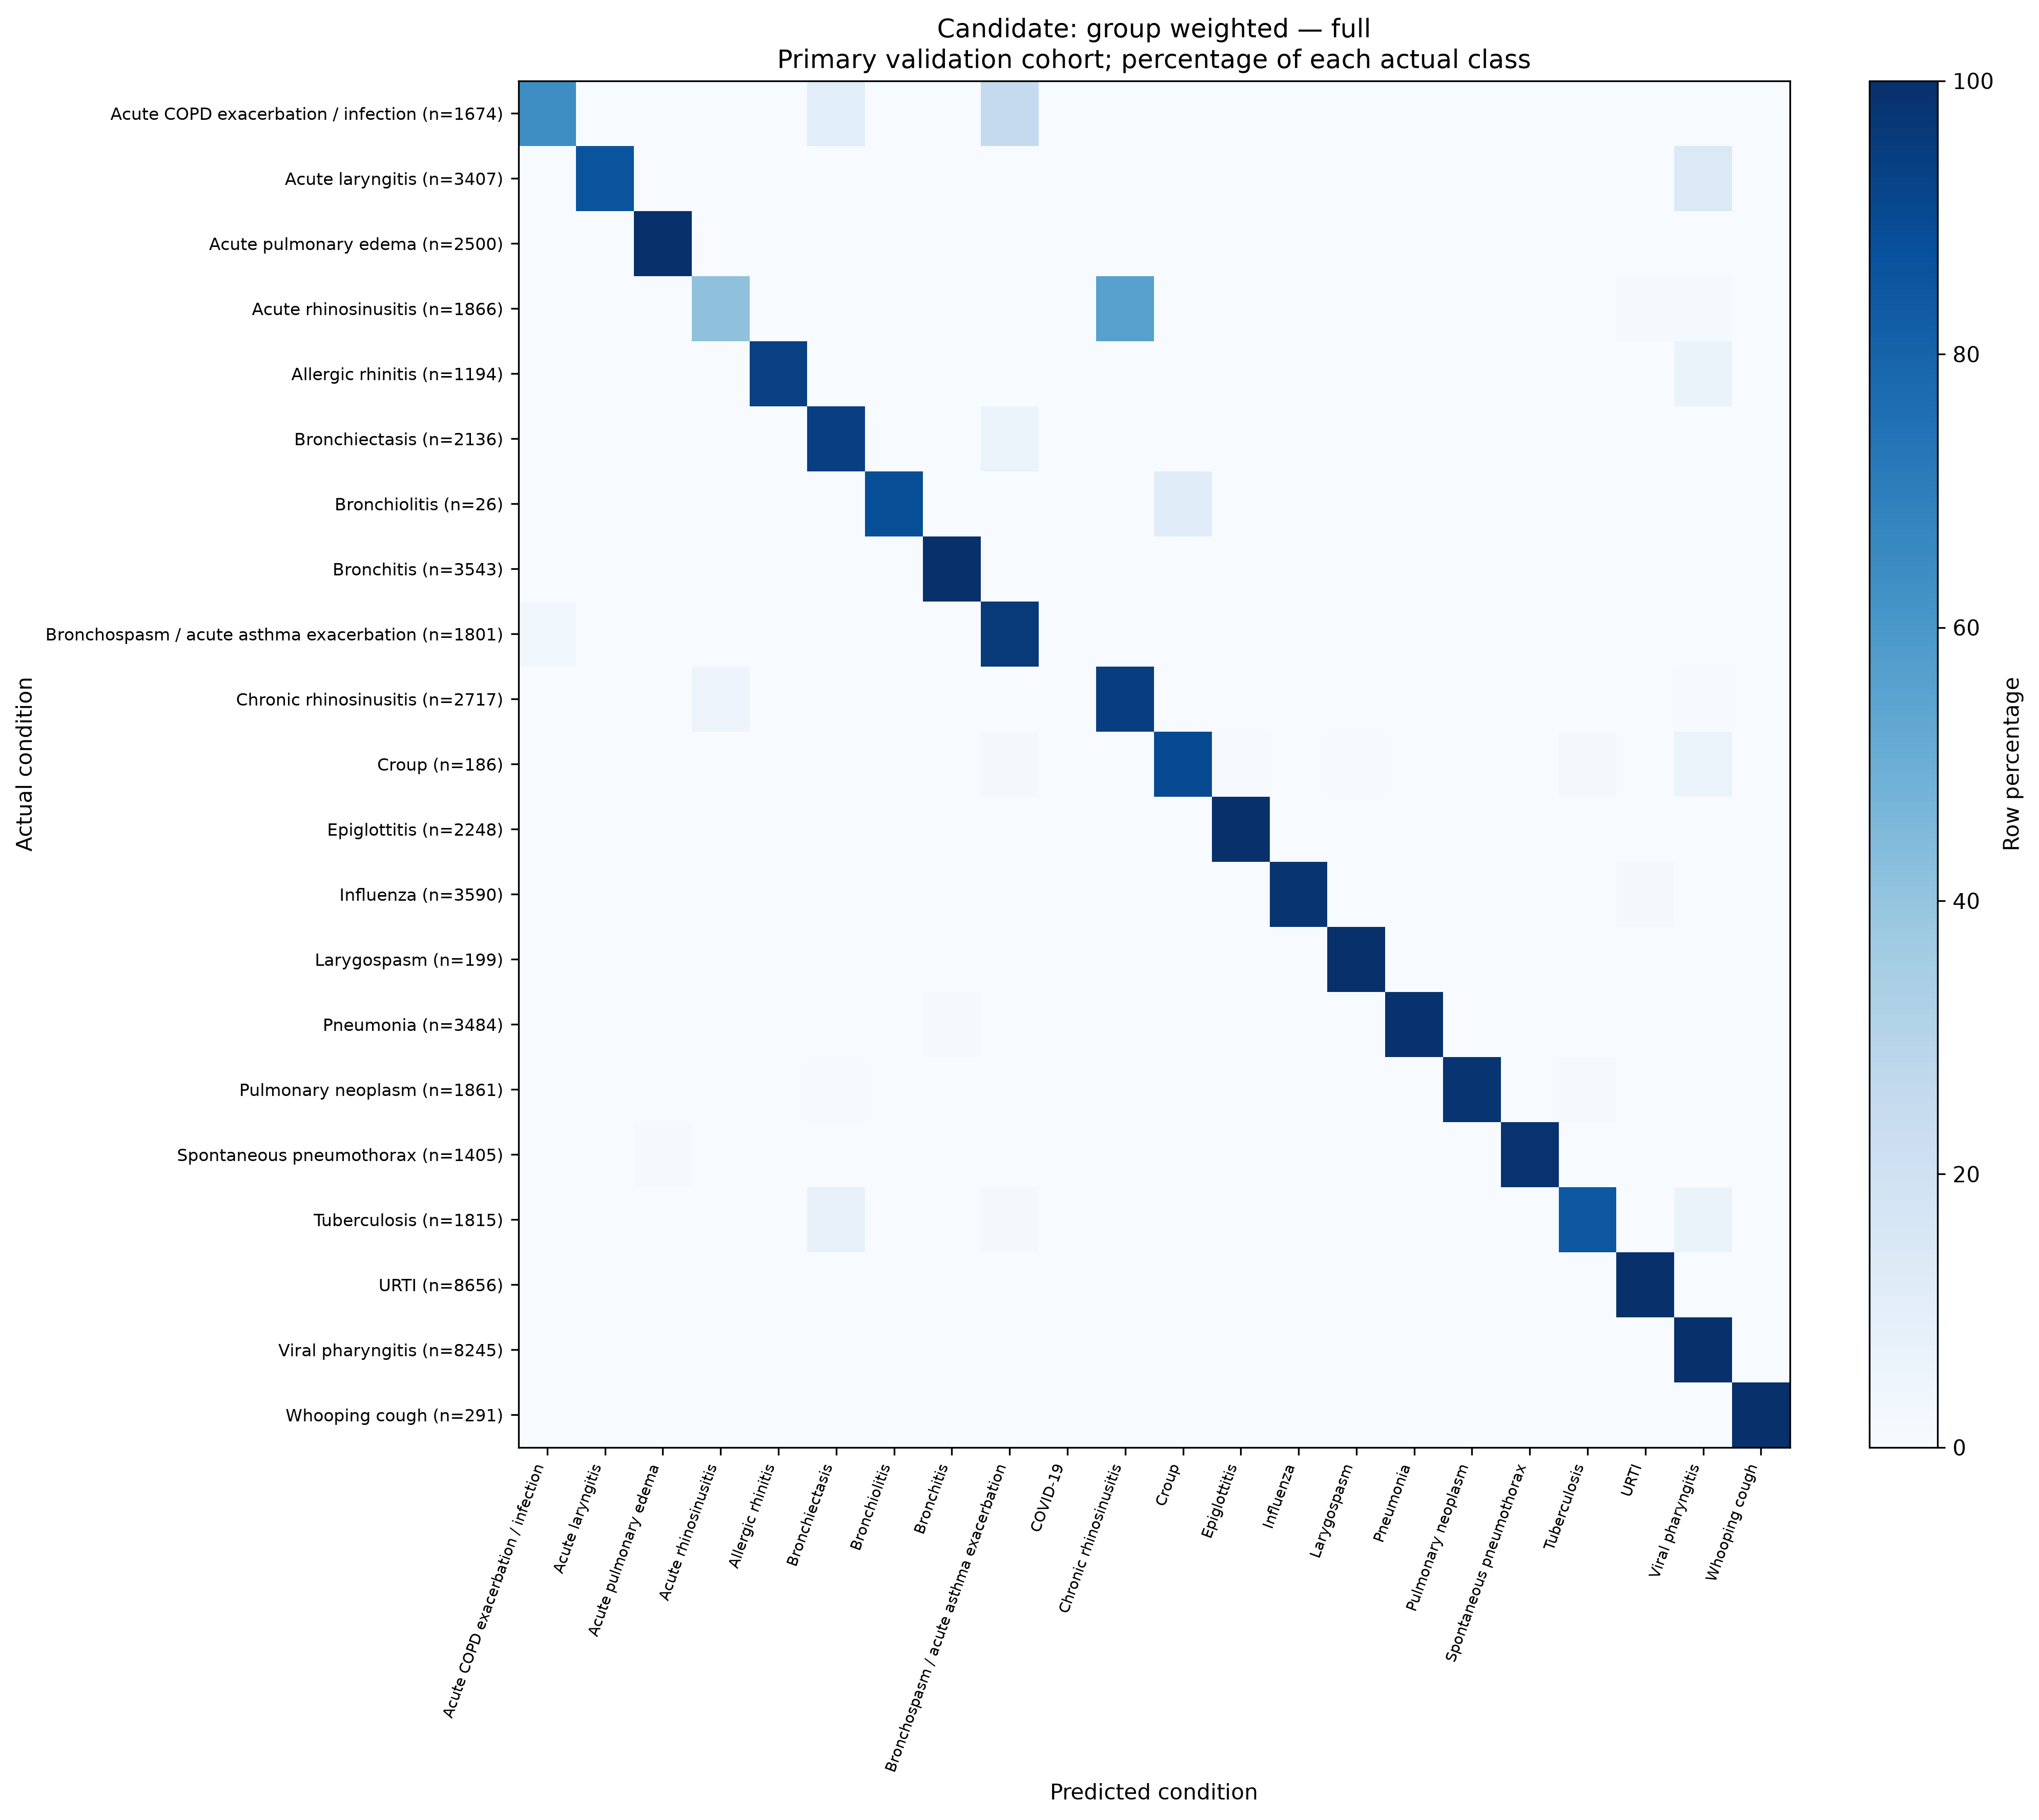 Candidate: group weighted — full
Primary validation cohort; percentage of each actual class
Actual condition
Acute COPD exacerbation / infection (n=1674)
Acute laryngitis (n=3407)
Acute pulmonary edema (n=2500)
Acute rhinosinusitis (n=1866)
Allergic rhinitis (n=1194)
Bronchiectasis (n=2136)
Bronchiolitis (n=26)
Bronchitis (n=3543)
Bronchospasm / acute asthma exacerbation (n=1801)
Chronic rhinosinusitis (n=2717)
Croup (n=186)
Epiglottitis (n=2248)
Influenza (n=3590)
Larygospasm (n=199)
Pneumonia (n=3484)
Pulmonary neoplasm (n=1861)
Spontaneous pneumothorax (n=1405)
Tuberculosis (n=1815)
URTI (n=8656)
Viral pharyngitis (n=8245)
Whooping cough (n=291)
Acute COPD exacerbation / infection
Acute laryngitis
Acute pulmonary edema
Acute rhinosinusitis
Allergic rhinitis
Bronchiectasis
Bronchiolitis
Bronchitis
Bronchospasm / acute asthma exacerbation
COVID-19
Chronic rhinosinusitis
Croup
Epiglottitis
Influenza
Larygospasm
Pneumonia
Pulmonary neoplasm
Spontaneous pneumothorax
Tuberculosis
URTI
Viral pharyngitis
Whooping cough
Predicted condition
100
80
60
40
20
0
Row percentage